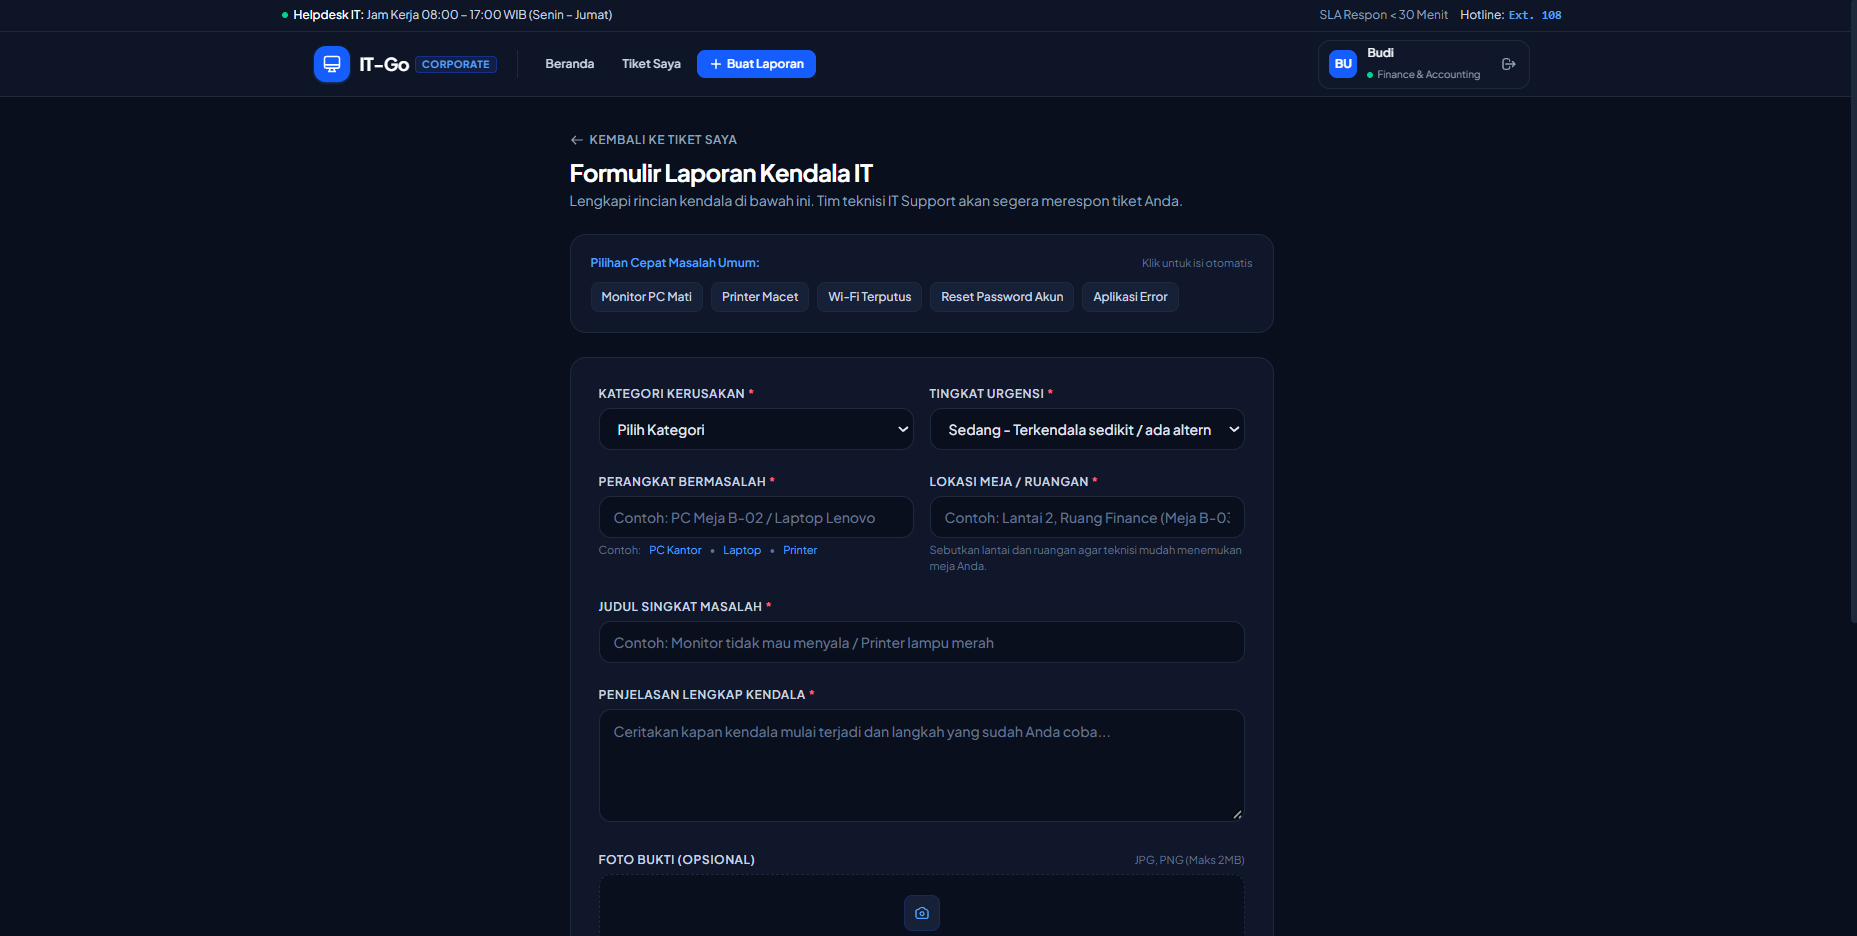 Helpdesk IT: Jam Kerja 08:00 – 17:00 WIB (Senin – Jumat)
SLA Respon < 30 Menit Hotline: Ext. 108
IT-Go CORPORATE
Beranda
Tiket Saya
+ Buat Laporan
BU
Budi
Finance & Accounting
← KEMBALI KE TIKET SAYA
Formulir Laporan Kendala IT
Lengkapi rincian kendala di bawah ini. Tim teknisi IT Support akan segera merespon tiket Anda.
Pilihan Cepat Masalah Umum:
Klik untuk isi otomatis
Monitor PC Mati
Printer Macet
Wi-Fi Terputus
Reset Password Akun
Aplikasi Error
KATEGORI KERUSAKAN *
Pilih Kategori
TINGKAT URGENSI *
Sedang - Terkendala sedikit / ada altern
PERANGKAT BERMASALAH *
Contoh: PC Meja B-02 / Laptop Lenovo
Contoh: PC Kantor • Laptop • Printer
LOKASI MEJA / RUANGAN *
Contoh: Lantai 2, Ruang Finance (Meja B-03
Sebutkan lantai dan ruangan agar teknisi mudah menemukan
meja Anda.
JUDUL SINGKAT MASALAH *
Contoh: Monitor tidak mau menyala / Printer lampu merah
PENJELASAN LENGKAP KENDALA *
Ceritakan kapan kendala mulai terjadi dan langkah yang sudah Anda coba...
FOTO BUKTI (OPSIONAL)
JPG, PNG (Maks 2MB)